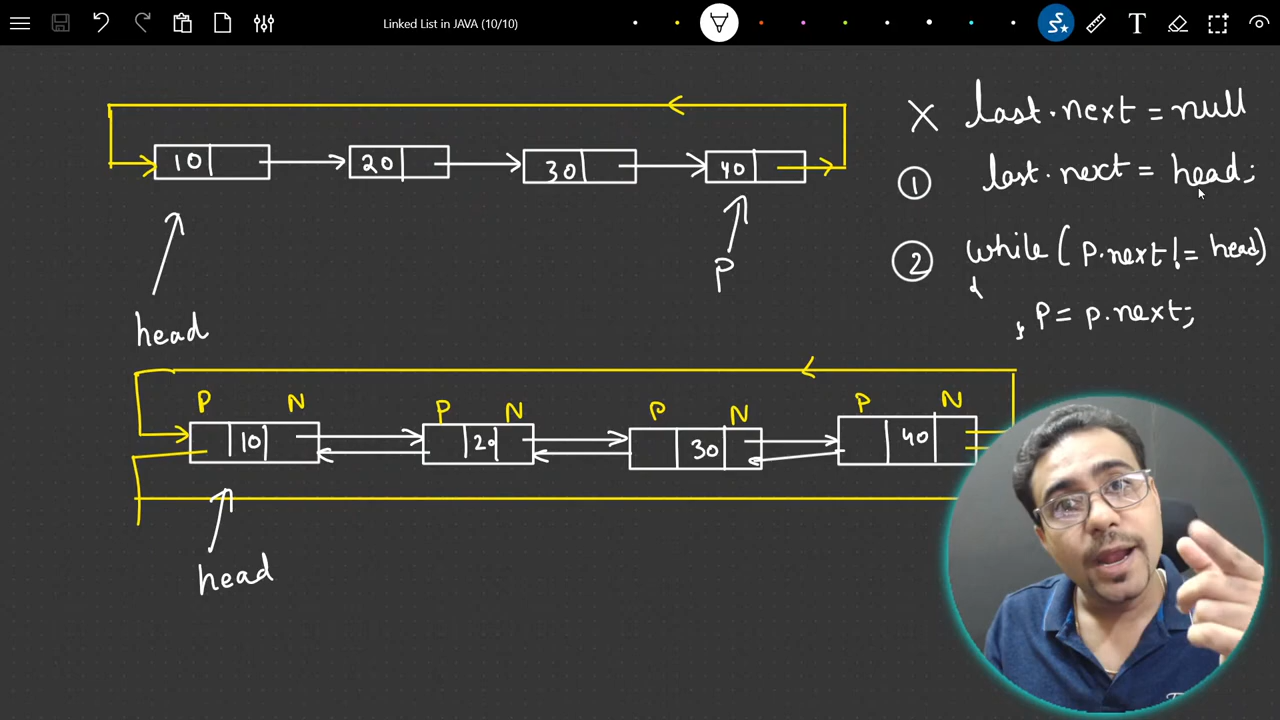 Linked List in JAVA (10/10)
T
X last.next = null
1 last.next = head;
2 while ( p.next != head)
{
} P = p.next;
10 20 30 40
P
head
P N P N P N P N
10 20 30 40
head